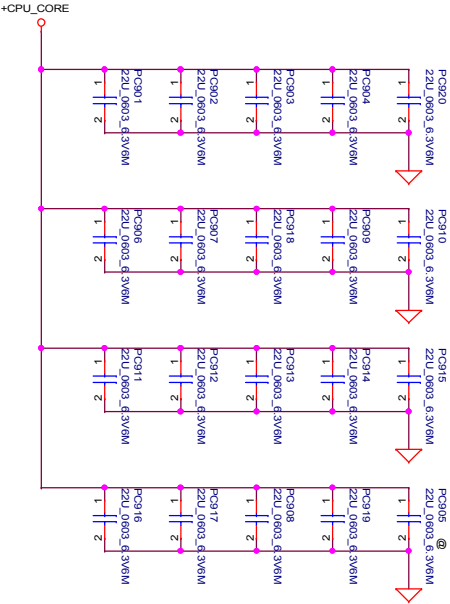 +CPU_CORE
PC901
22U_0603_6.3V6M
1
2
PC902
22U_0603_6.3V6M
1
2
PC903
22U_0603_6.3V6M
1
2
PC904
22U_0603_6.3V6M
1
2
PC920
22U_0603_6.3V6M
1
2
PC906
22U_0603_6.3V6M
1
2
PC907
22U_0603_6.3V6M
1
2
PC918
22U_0603_6.3V6M
1
2
PC909
22U_0603_6.3V6M
1
2
PC910
22U_0603_6.3V6M
1
2
PC911
22U_0603_6.3V6M
1
2
PC912
22U_0603_6.3V6M
1
2
PC913
22U_0603_6.3V6M
1
2
PC914
22U_0603_6.3V6M
1
2
PC915
22U_0603_6.3V6M
1
2
PC916
22U_0603_6.3V6M
1
2
PC917
22U_0603_6.3V6M
1
2
PC908
22U_0603_6.3V6M
1
2
PC919
22U_0603_6.3V6M
1
2
PC905 @
22U_0603_6.3V6M
1
2